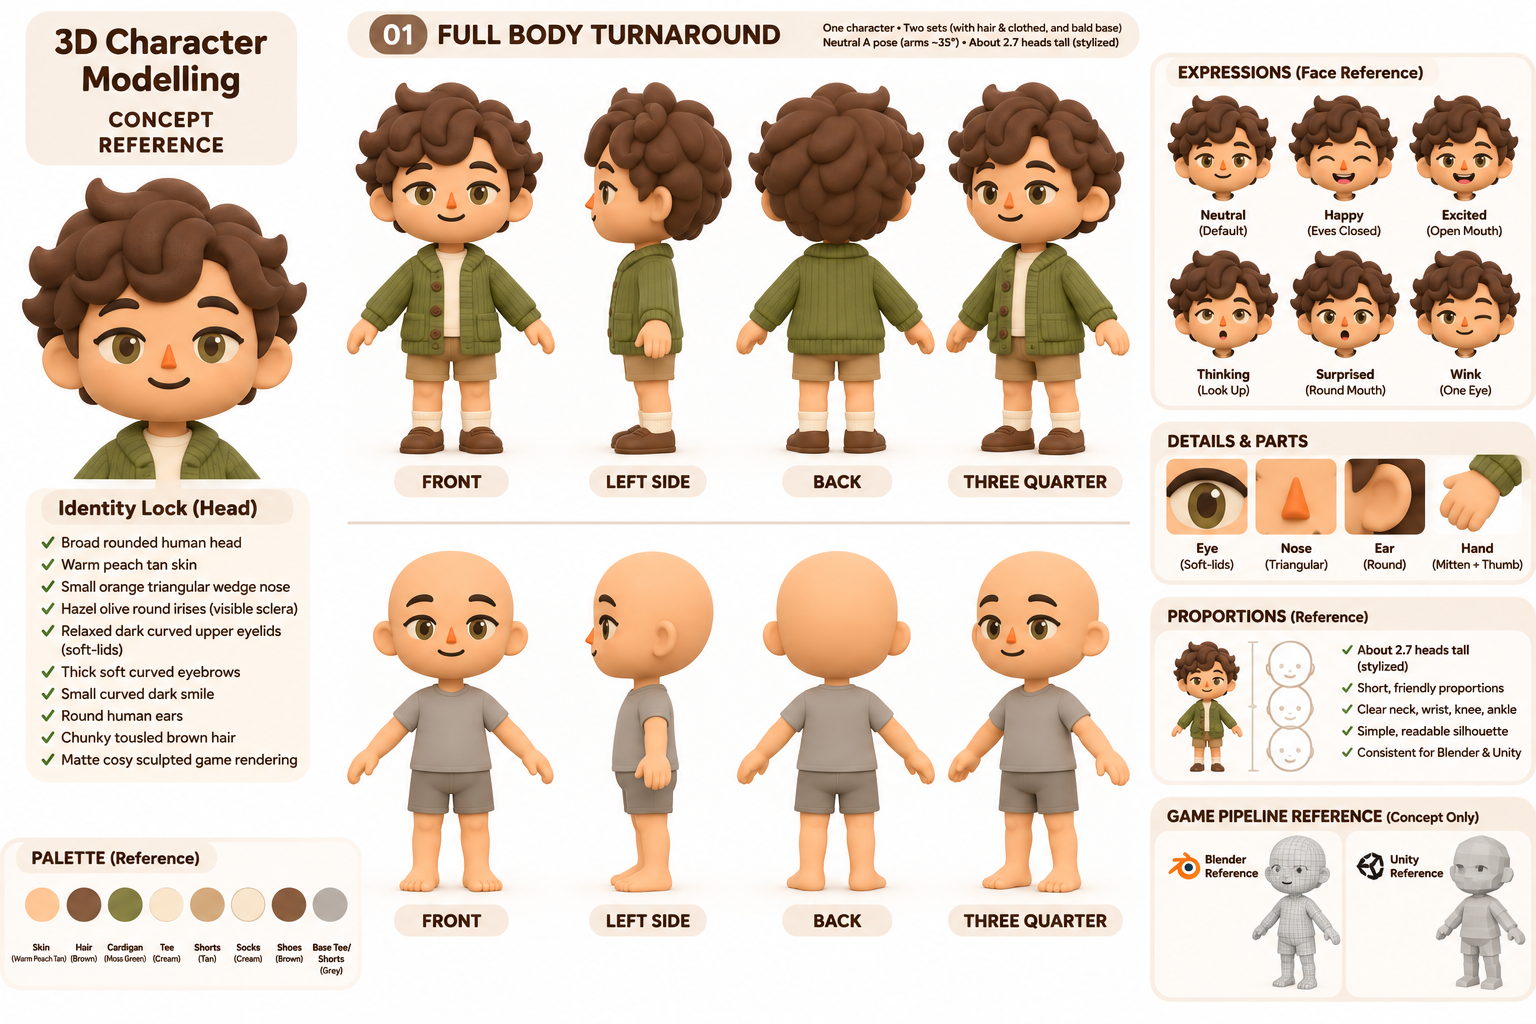 3D Character
Modelling
CONCEPT
REFERENCE
Identity Lock (Head)
Broad rounded human head
Warm peach tan skin
Small orange triangular wedge nose
Hazel olive round irises (visible sclera)
Relaxed dark curved upper eyelids
(soft-lids)
Thick soft curved eyebrows
Small curved dark smile
Round human ears
Chunky tousled brown hair
Matte cosy sculpted game rendering
PALETTE (Reference)
Skin
(Warm Peach Tan)
Hair
(Brown)
Cardigan
(Moss Green)
Tee
(Cream)
Shorts
(Tan)
Socks
(Cream)
Shoes
(Brown)
Base Tee/
Shorts
(Grey)
01 FULL BODY TURNAROUND
One character • Two sets (with hair & clothed, and bald base)
Neutral A pose (arms ~35°) • About 2.7 heads tall (stylized)
FRONT
LEFT SIDE
BACK
THREE QUARTER
FRONT
LEFT SIDE
BACK
THREE QUARTER
EXPRESSIONS (Face Reference)
Neutral
(Default)
Happy
(Eves Closed)
Excited
(Open Mouth)
Thinking
(Look Up)
Surprised
(Round Mouth)
Wink
(One Eye)
DETAILS & PARTS
Eye
(Soft-lids)
Nose
(Triangular)
Ear
(Round)
Hand
(Mitten + Thumb)
PROPORTIONS (Reference)
About 2.7 heads tall
(stylized)
Short, friendly proportions
Clear neck, wrist, knee, ankle
Simple, readable silhouette
Consistent for Blender & Unity
GAME PIPELINE REFERENCE (Concept Only)
Blender
Reference
Unity
Reference